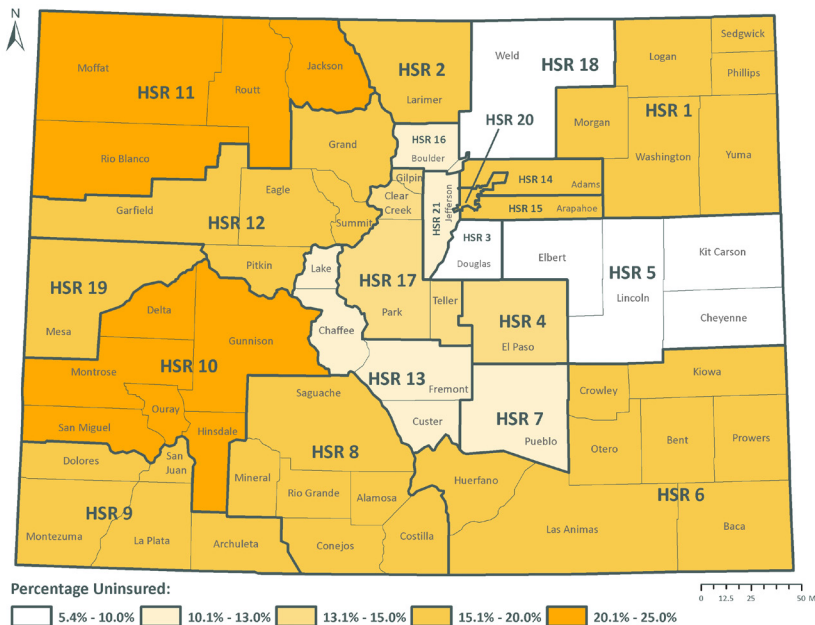 N
Moffat
HSR 11
Routt
Jackson
HSR 2
Larimer
Weld
HSR 18
Logan
Sedgwick
Phillips
HSR 1
Morgan
Washington
Yuma
HSR 20
Rio Blanco
Grand
HSR 16
Boulder
Gilpin
Clear
Creek
HSR 21
Jefferson
HSR 14
Adams
HSR 15
Arapahoe
Garfield
Eagle
HSR 12
Summit
HSR 3
Douglas
Elbert
HSR 5
Lincoln
Kit Carson
Cheyenne
Pitkin
Lake
HSR 17
Park
Teller
HSR 19
Mesa
Delta
Gunnison
Chaffee
HSR 4
El Paso
Montrose
HSR 10
Ouray
San Miguel
Hinsdale
HSR 13
Fremont
Custer
HSR 7
Pueblo
Crowley
Kiowa
Otero
Bent
Prowers
Saguache
HSR 8
Dolores
San
Juan
Mineral
Rio Grande
Alamosa
Huerfano
HSR 6
HSR 9
Montezuma
La Plata
Archuleta
Conejos
Costilla
Las Animas
Baca
Percentage Uninsured:
5.4% - 10.0%
10.1% - 13.0%
13.1% - 15.0%
15.1% - 20.0%
20.1% - 25.0%
0 12.5 25 50 M